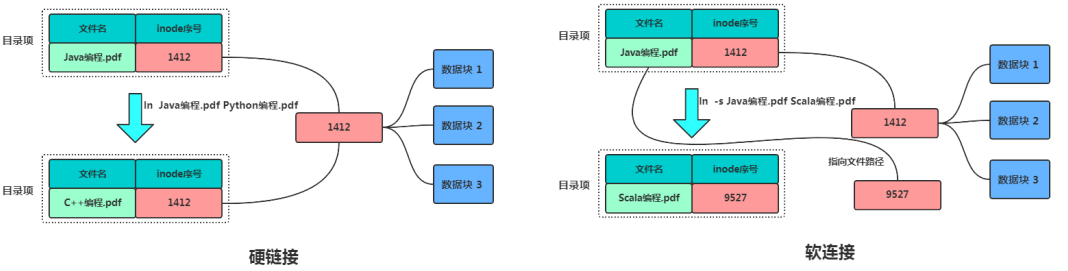 目录项
文件名 inode序号
Java编程.pdf 1412
ln Java编程.pdf Python编程.pdf
1412
数据块 1
数据块 2
数据块 3
目录项
文件名 inode序号
C++编程.pdf 1412
硬链接
目录项
文件名 inode序号
Java编程.pdf 1412
ln -s Java编程.pdf Scala编程.pdf
1412
数据块 1
数据块 2
数据块 3
指向文件路径
9527
目录项
文件名 inode序号
Scala编程.pdf 9527
软连接